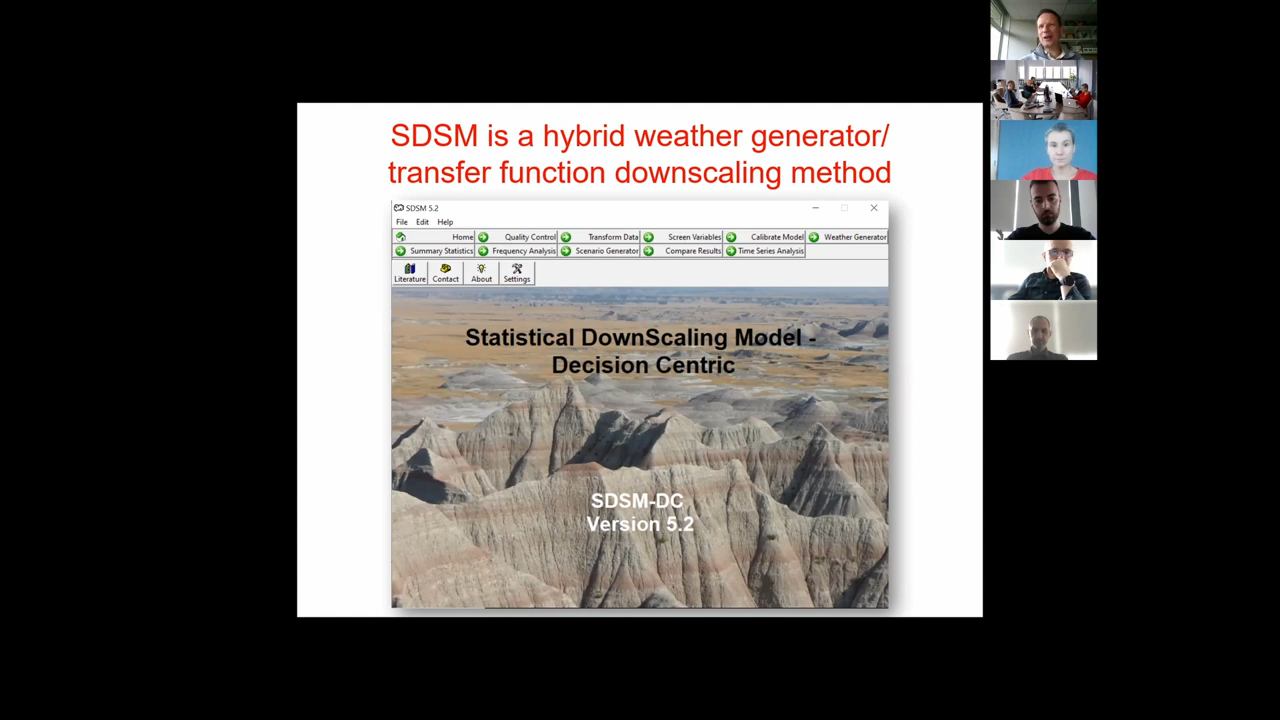 SDSM is a hybrid weather generator/
transfer function downscaling method
SDSM 5.2
File Edit Help
Home Quality Control Transform Data Screen Variables Calibrate Model Weather Generator
Summary Statistics Frequency Analysis Scenario Generator Compare Results Time Series Analysis
Literature Contact About Settings
Statistical DownScaling Model -
Decision Centric
SDSM-DC
Version 5.2